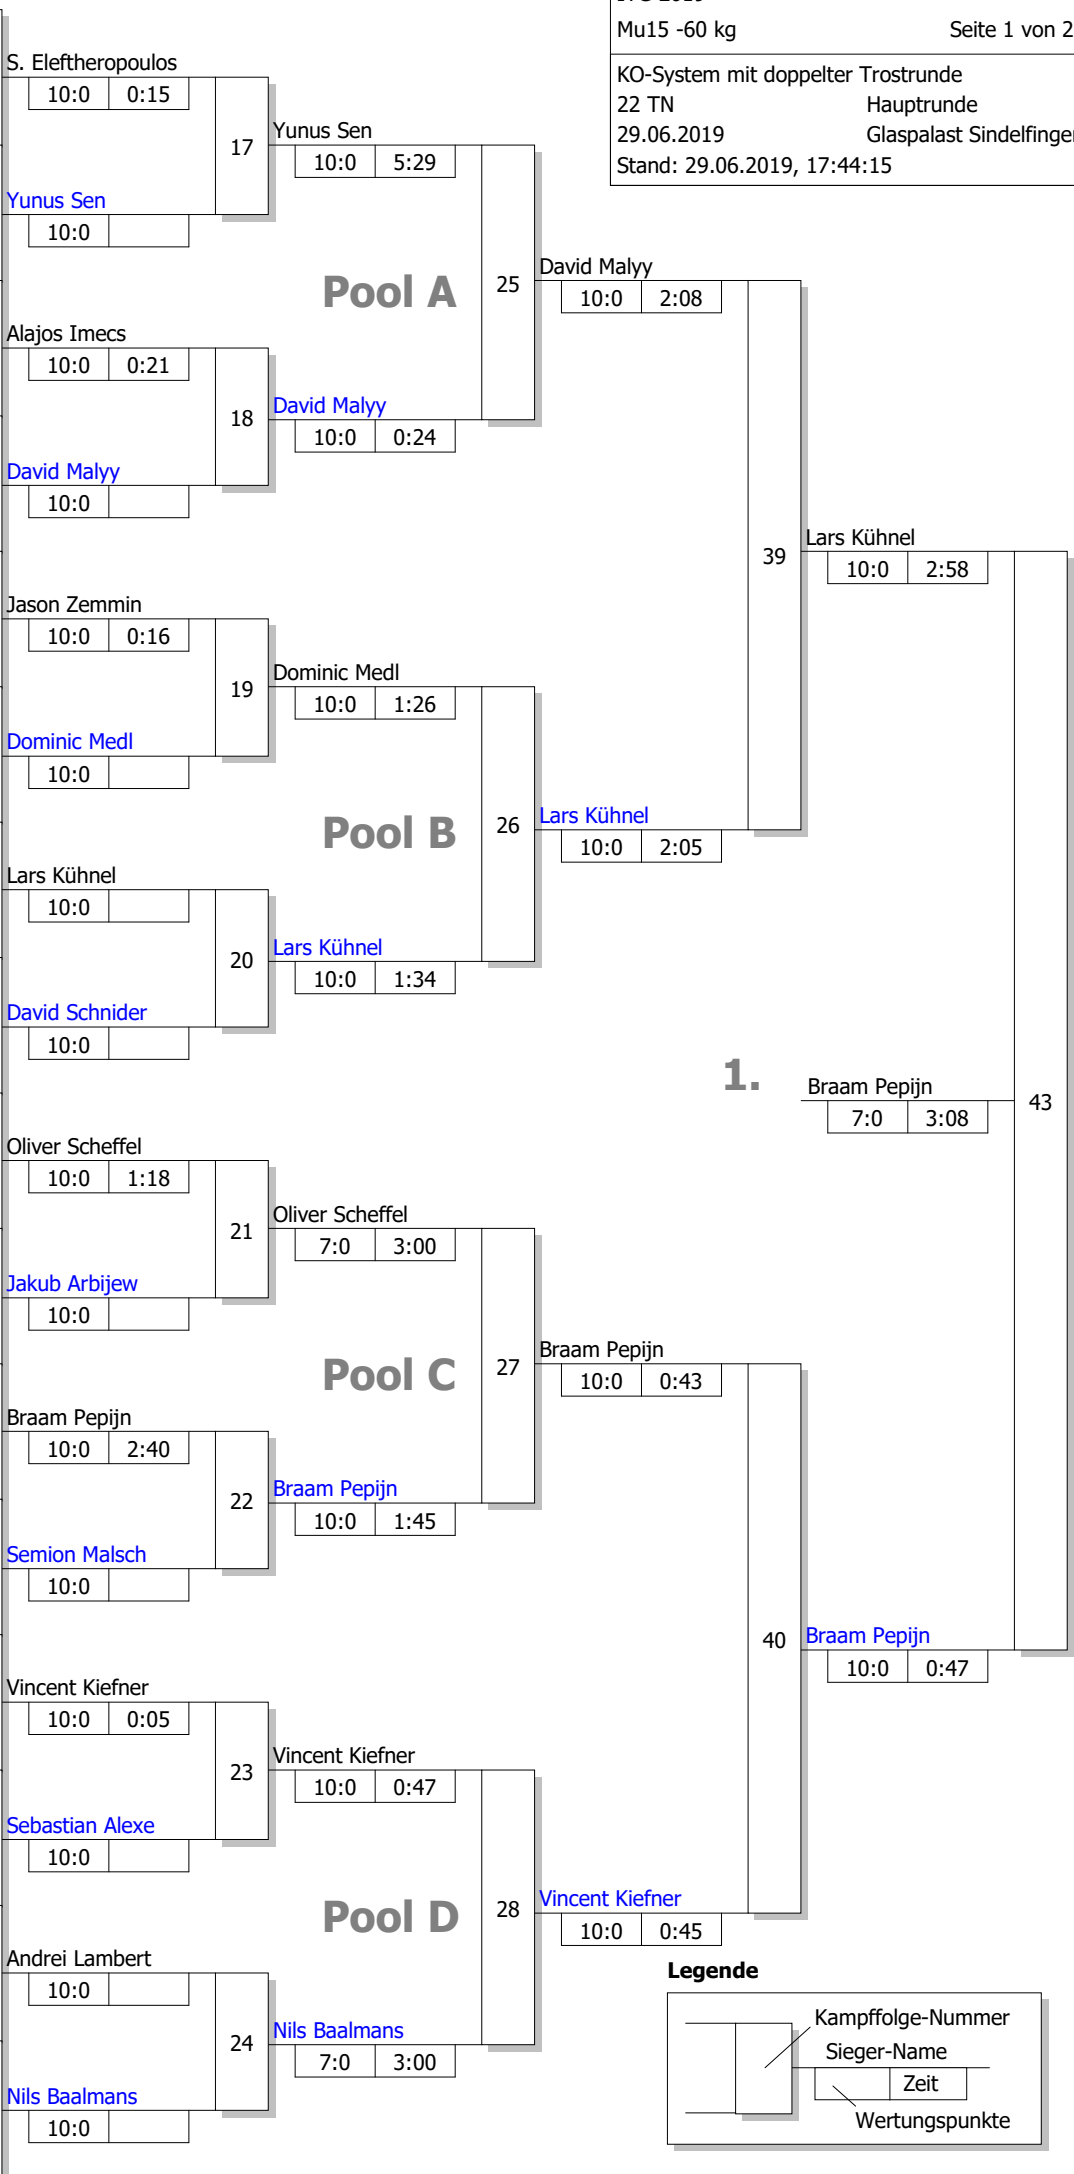 Mu15 -60 kg Seite 1 von 2
KO-System mit doppelter Trostrunde
22 TN Hauptrunde
29.06.2019 Glaspalast Sindelfingen
Stand: 29.06.2019, 17:44:15
S. Eleftheropoulos
10:0 0:15
17
Yunus Sen
10:0 5:29
Yunus Sen
10:0
Pool A
25
David Malyy
10:0 2:08
Alajos Imecs
10:0 0:21
18
David Malyy
10:0 0:24
David Malyy
10:0
39
Lars Kühnel
10:0 2:58
Jason Zemmin
10:0 0:16
19
Dominic Medl
10:0 1:26
Dominic Medl
10:0
Pool B
26
Lars Kühnel
10:0 2:05
Lars Kühnel
10:0
20
Lars Kühnel
10:0 1:34
David Schnider
10:0
1.
Braam Pepijn
7:0 3:08
43
Oliver Scheffel
10:0 1:18
21
Oliver Scheffel
7:0 3:00
Jakub Arbijew
10:0
Pool C
27
Braam Pepijn
10:0 0:43
Braam Pepijn
10:0 2:40
22
Braam Pepijn
10:0 1:45
Semion Malsch
10:0
40
Braam Pepijn
10:0 0:47
Vincent Kiefner
10:0 0:05
23
Vincent Kiefner
10:0 0:47
Sebastian Alexe
10:0
Pool D
28
Vincent Kiefner
10:0 0:45
Andrei Lambert
10:0
24
Nils Baalmans
7:0 3:00
Nils Baalmans
10:0
Legende
Kampffolge-Nummer
Sieger-Name
Zeit
Wertungspunkte